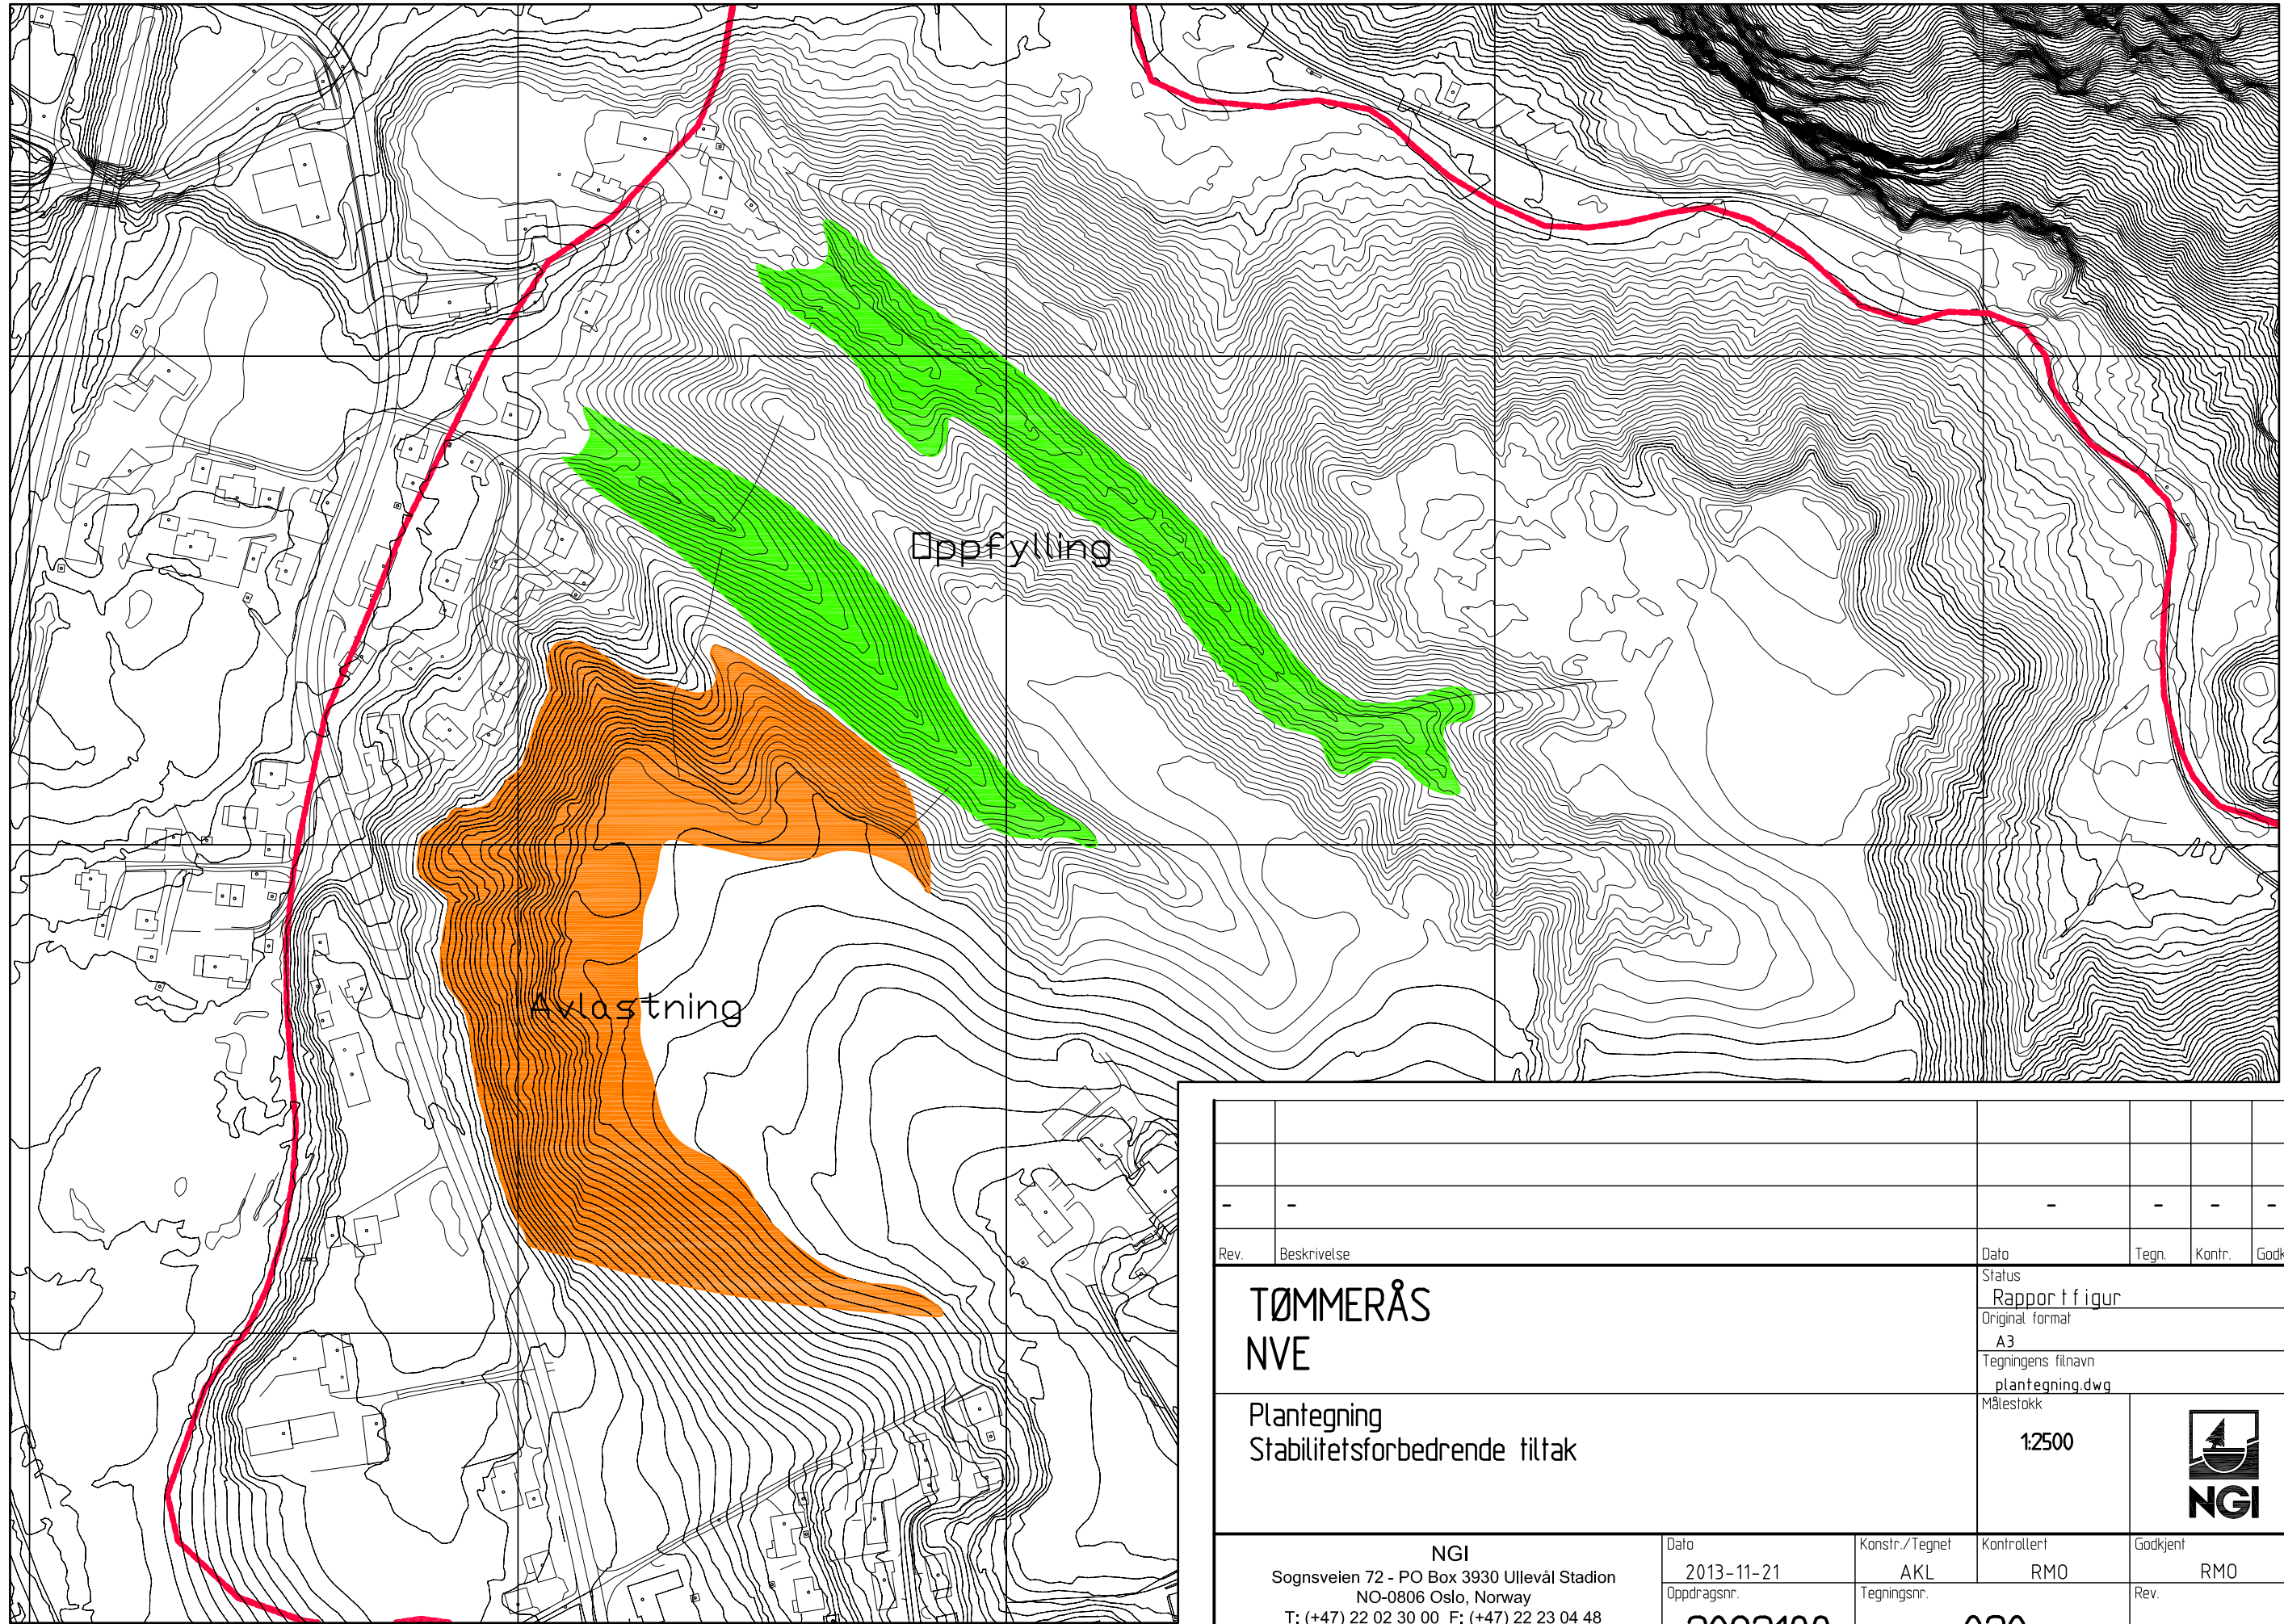 Oppfylling
Avlastning
- - - - - -
Rev. Beskrivelse Dato Tegn. Kontr. Godk
TØMMERÅS
NVE
Status
Rapportfigur
Original format
A3
Tegningens filnavn
plantegning.dwg
Plantegning
Stabilitetsforbedrende tiltak
Målestokk
1:2500
NGI
NGI
Sognsveien 72 - PO Box 3930 Ullevål Stadion
NO-0806 Oslo, Norway
T: (+47) 22 02 30 00 F: (+47) 22 23 04 48
Dato
2013-11-21
Konstr./Tegnet
AKL
Kontrollert
RMO
Godkjent
RMO
Oppdragsnr.
Tegningsnr.
Rev.